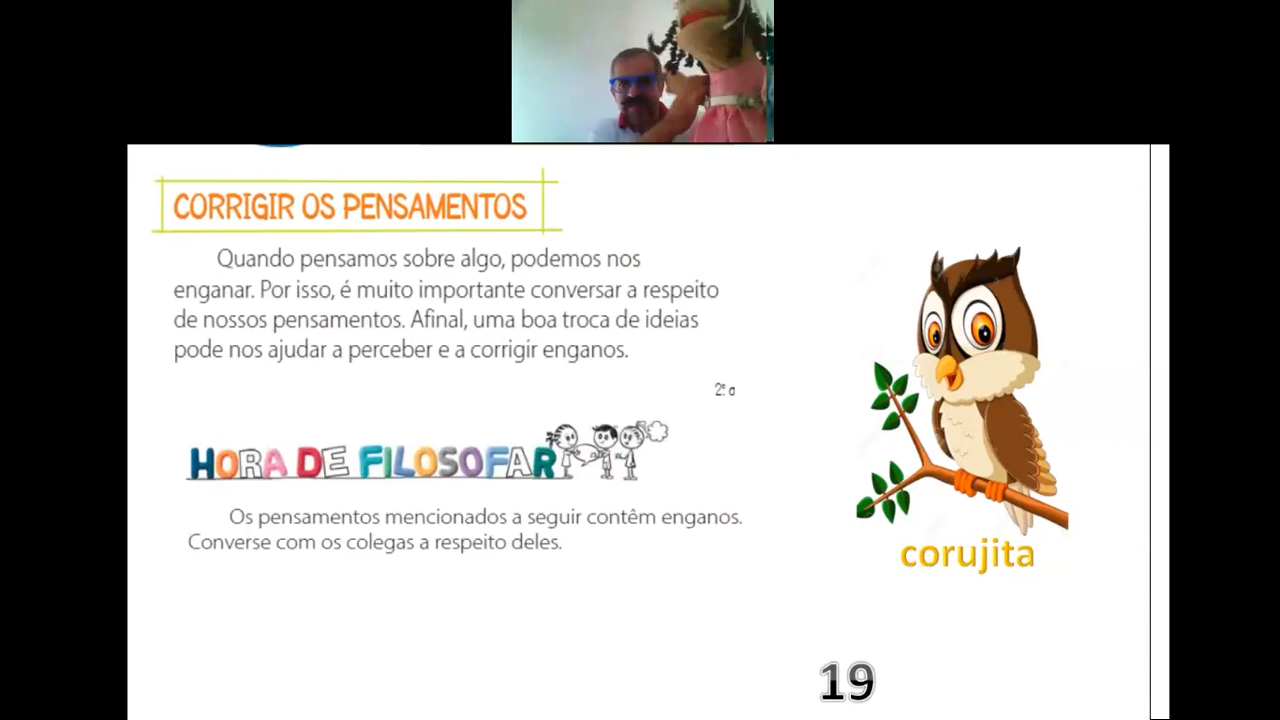 CORRIGIR OS PENSAMENTOS
Quando pensamos sobre algo, podemos nos
enganar. Por isso, é muito importante conversar a respeito
de nossos pensamentos. Afinal, uma boa troca de ideias
pode nos ajudar a perceber e a corrigir enganos.
2º a
HORA DE FILOSOFAR
Os pensamentos mencionados a seguir contêm enganos.
Converse com os colegas a respeito deles.
corujita
19